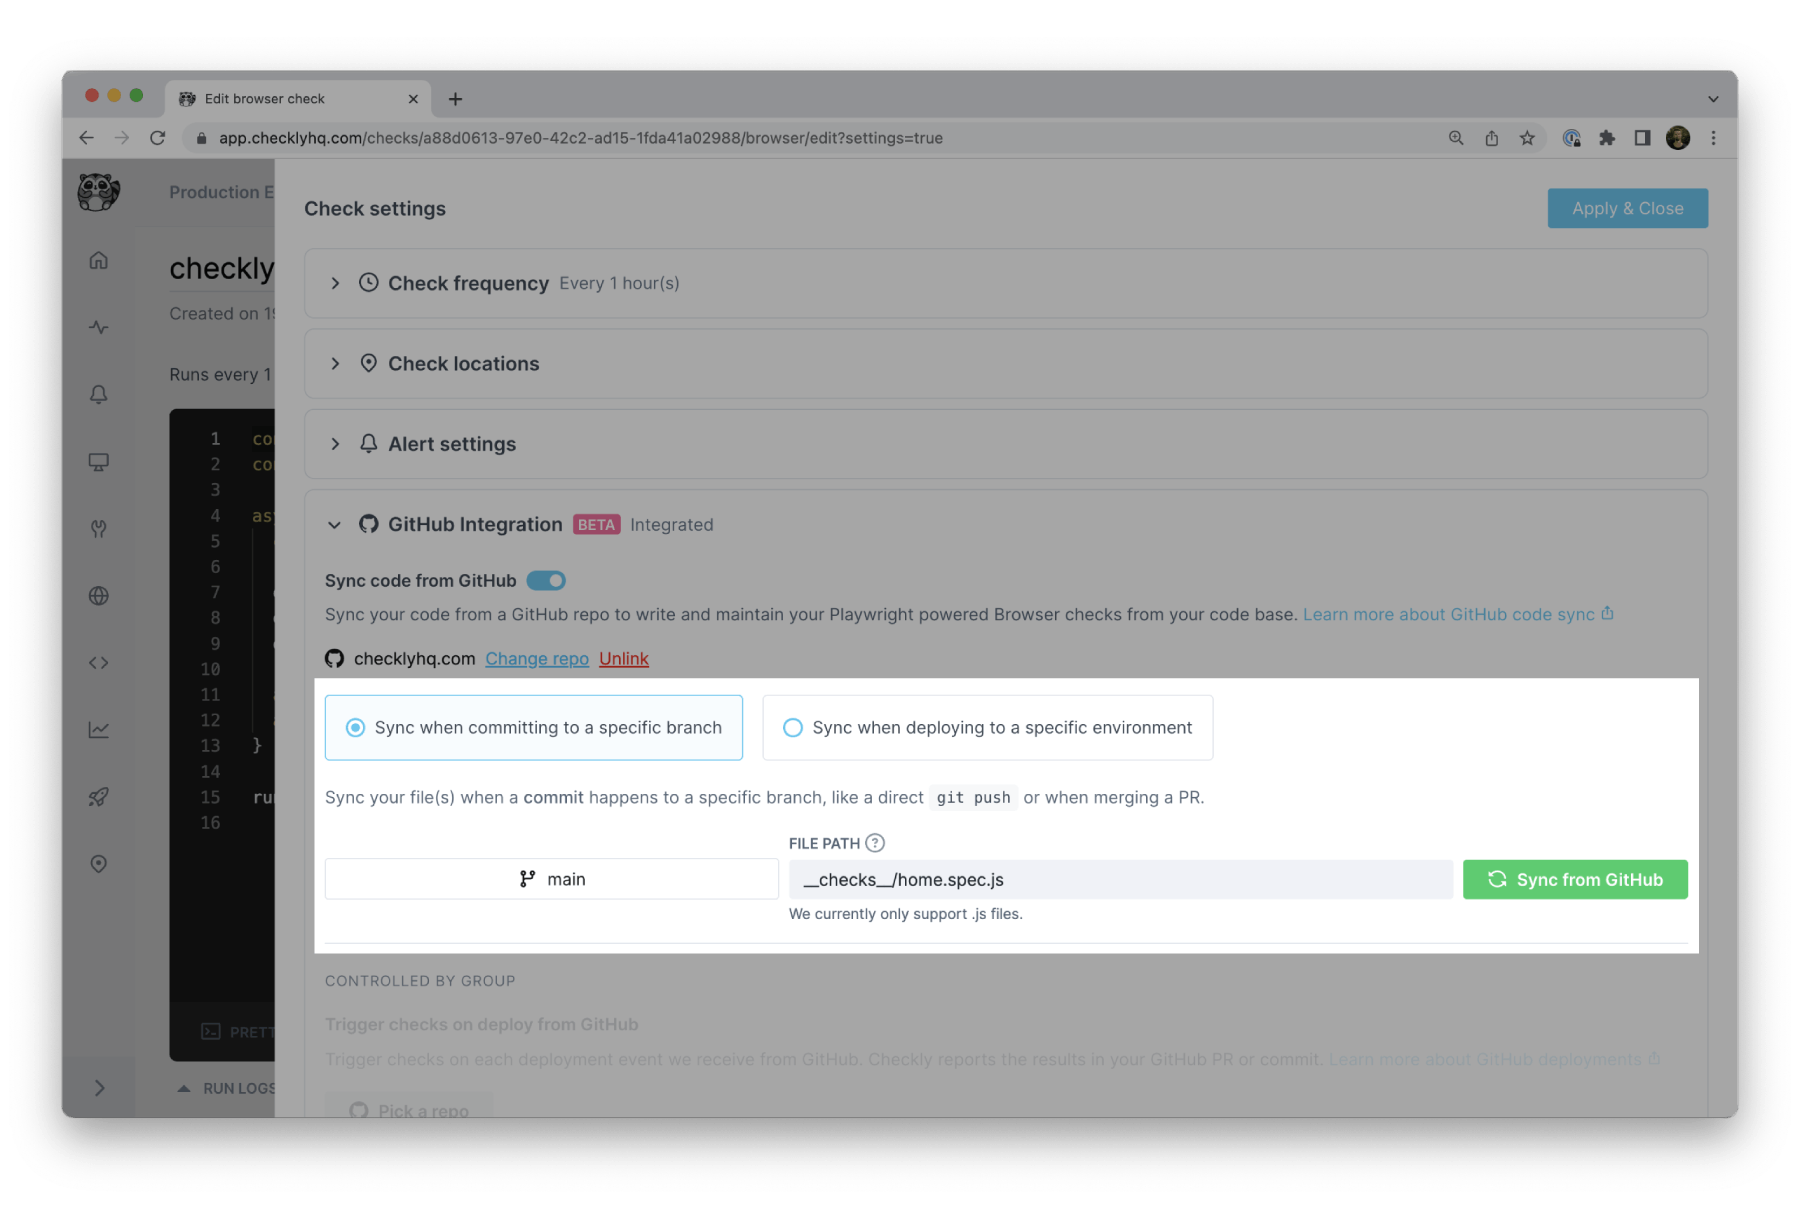 Edit browser check
app.checklyhq.com/checks/a88d0613-97e0-42c2-ad15-1fda41a02988/browser/edit?settings=true
Production E
Check settings
Apply & Close
checkly
Created on 19
Runs every 1
Check frequency Every 1 hour(s)
Check locations
Alert settings
GitHub Integration BETA Integrated
Sync code from GitHub
Sync your code from a GitHub repo to write and maintain your Playwright powered Browser checks from your code base. Learn more about GitHub code sync
checklyhq.com Change repo Unlink
Sync when committing to a specific branch
Sync when deploying to a specific environment
Sync your file(s) when a commit happens to a specific branch, like a direct git push or when merging a PR.
FILE PATH ?
main
__checks__/home.spec.js
Sync from GitHub
We currently only support .js files.
CONTROLLED BY GROUP
Trigger checks on deploy from GitHub
Trigger checks on each deployment event we receive from GitHub. Checkly reports the results in your GitHub PR or commit. Learn more about GitHub deployments
Pick a repo
1 co
2 co
3
4 as
5
6
7
8
9
10
11
12
13 }
14
15 ru
16
PRETT
RUN LOGS